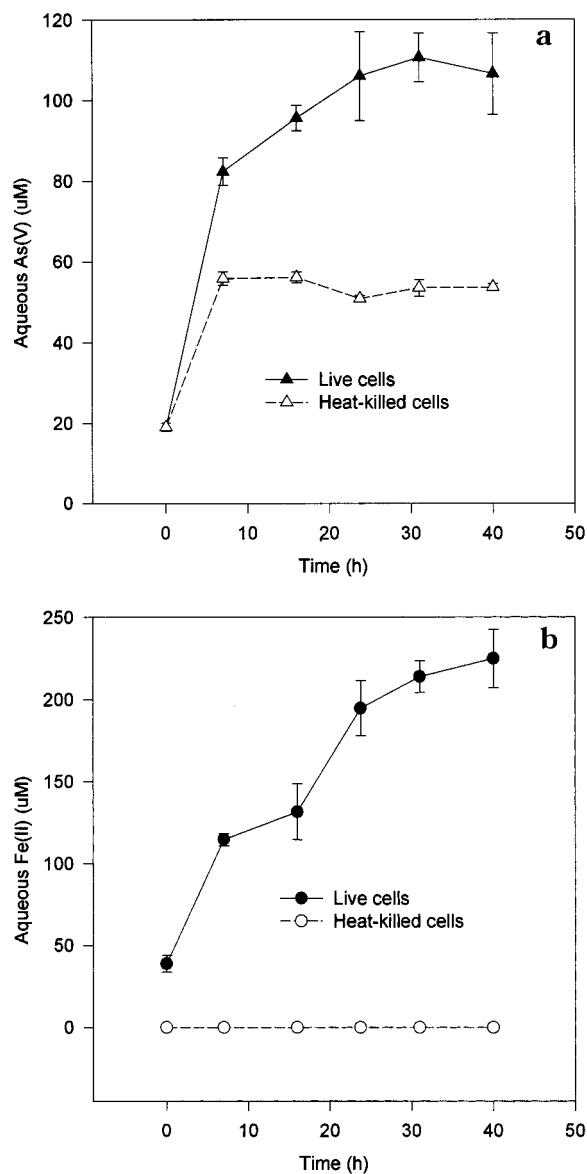 a
120
100
80
60
40
20
0
Aqueous As(V) (uM)
Live cells
Heat-killed cells
0 10 20 30 40 50
Time (h)
b
250
200
150
100
50
0
Aqueous Fe(II) (uM)
Live cells
Heat-killed cells
0 10 20 30 40 50
Time (h)